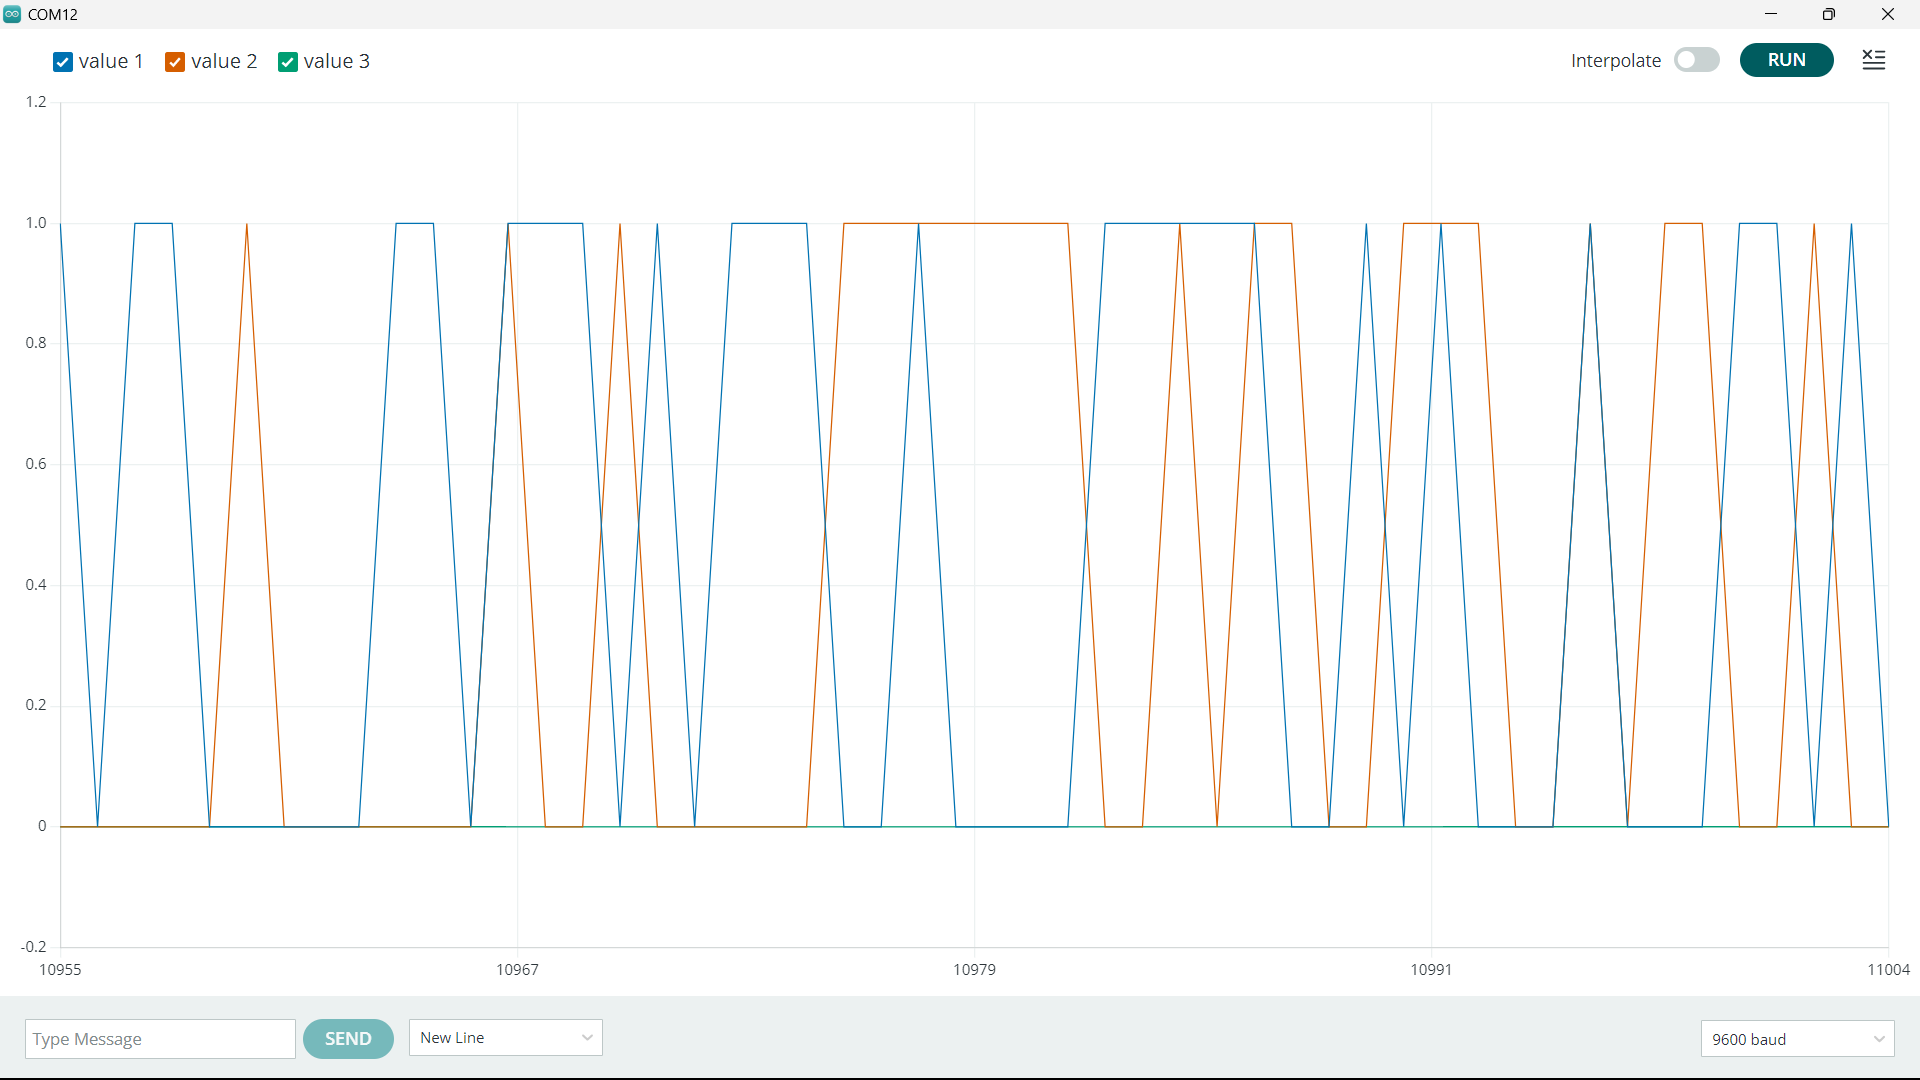 COM12
value 1 value 2 value 3 Interpolate RUN
1.2
1.0
0.8
0.6
0.4
0.2
0
-0.2
10955 10967 10979 10991 11004
Type Message SEND New Line 9600 baud